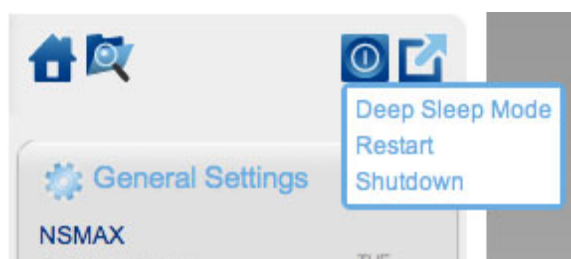 Deep Sleep Mode
Restart
Shutdown
General Settings
NSMAX